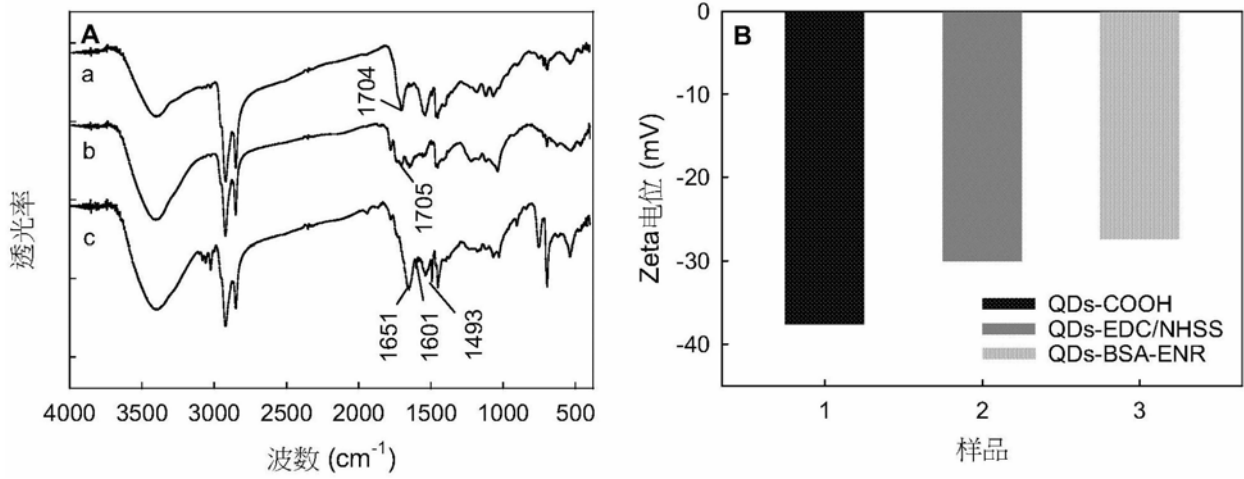 A
a
b
c
1704
1705
1651
1601
1493
透光率
4000 3500 3000 2500 2000 1500 1000 500
波数 (cm⁻¹)
B
0
-10
-20
-30
-40
Zeta电位 (mV)
QDs-COOH
QDs-EDC/NHSS
QDs-BSA-ENR
1 2 3
样品